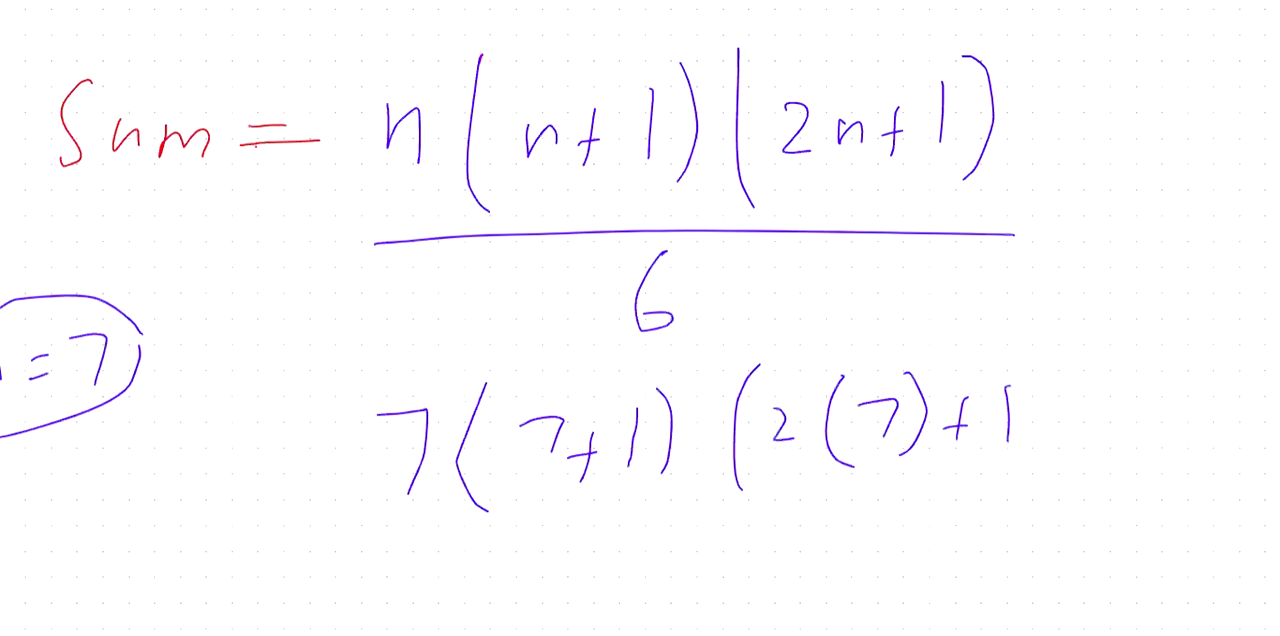 Sum = n(n+1)(2n+1)
6
= 7
7(7+1) (2(7)+1